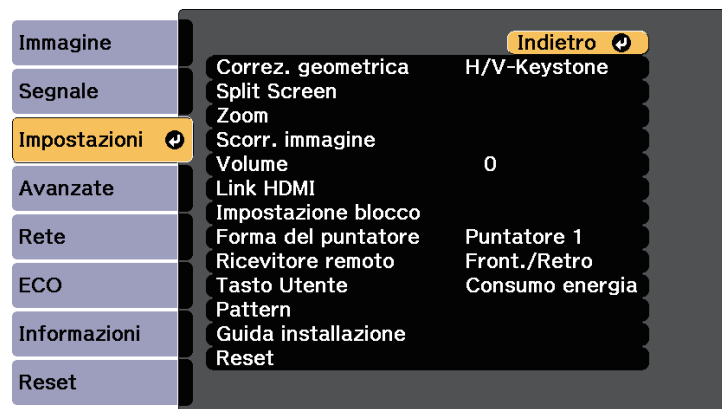 Immagine
Segnale
Impostazioni
Avanzate
Rete
ECO
Informazioni
Reset
Indietro
Correz. geometrica H/V-Keystone
Split Screen
Zoom
Scorr. immagine
Volume 0
Link HDMI
Impostazione blocco
Forma del puntatore Puntatore 1
Ricevitore remoto Front./Retro
Tasto Utente Consumo energia
Pattern
Guida installazione
Reset